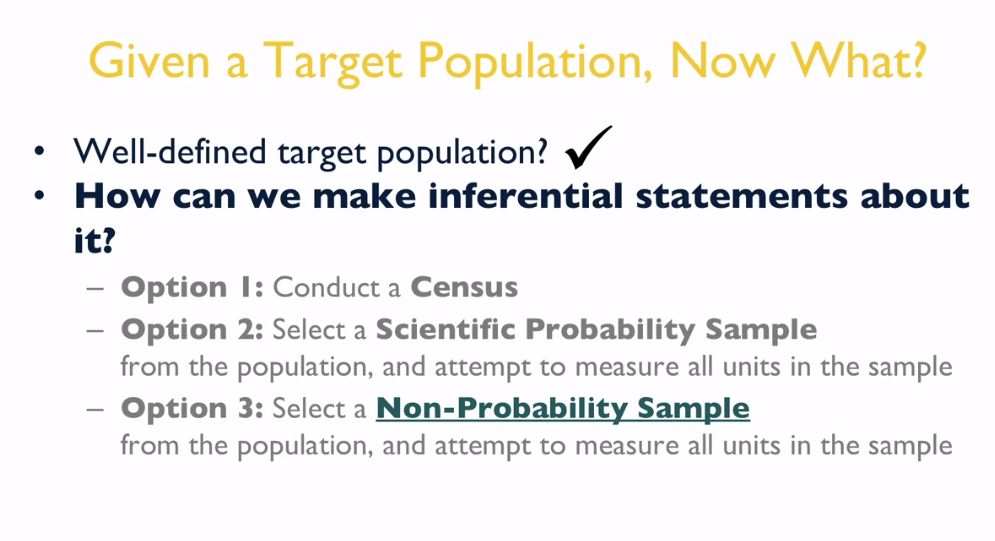 Given a Target Population, Now What?
• Well-defined target population? ✓
• How can we make inferential statements about
it?
– Option 1: Conduct a Census
– Option 2: Select a Scientific Probability Sample
from the population, and attempt to measure all units in the sample
– Option 3: Select a Non-Probability Sample
from the population, and attempt to measure all units in the sample